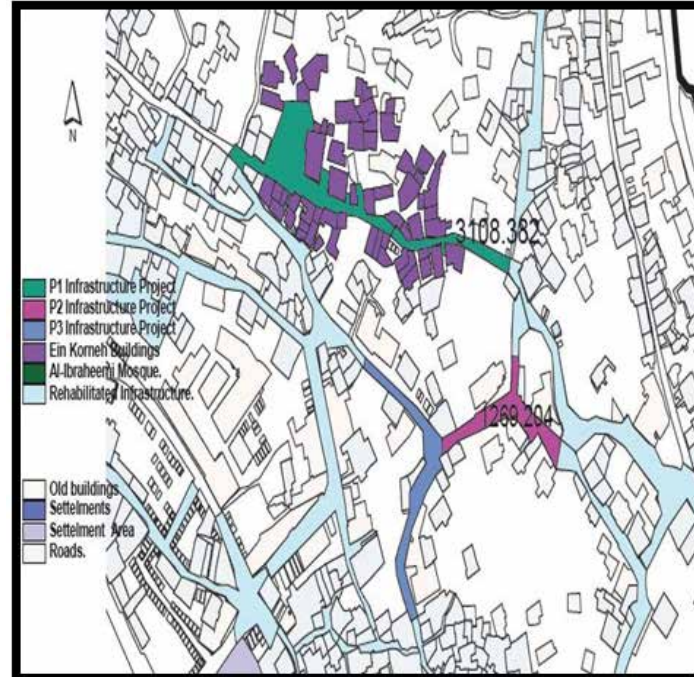 N
3108.382
P1 Infrastructure Project
P2 Infrastructure Project
P3 Infrastructure Project
Ein Korneh Buildings
Al-Ibraheemi Mosque.
Rehabilitated Infrastructure.
1269.204
Old buildings
Settelments
Settelment Area
Roads.